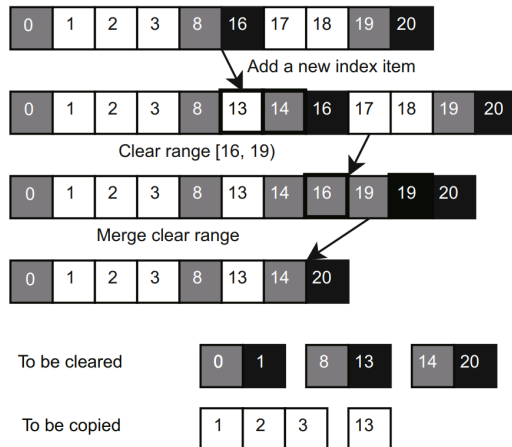 0 1 2 3 8 16 17 18 19 20
Add a new index item
0 1 2 3 8 13 14 16 17 18 19 20
Clear range [16, 19)
0 1 2 3 8 13 14 16 19 19 20
Merge clear range
0 1 2 3 8 13 14 20
To be cleared 0 1 8 13 14 20
To be copied 1 2 3 13